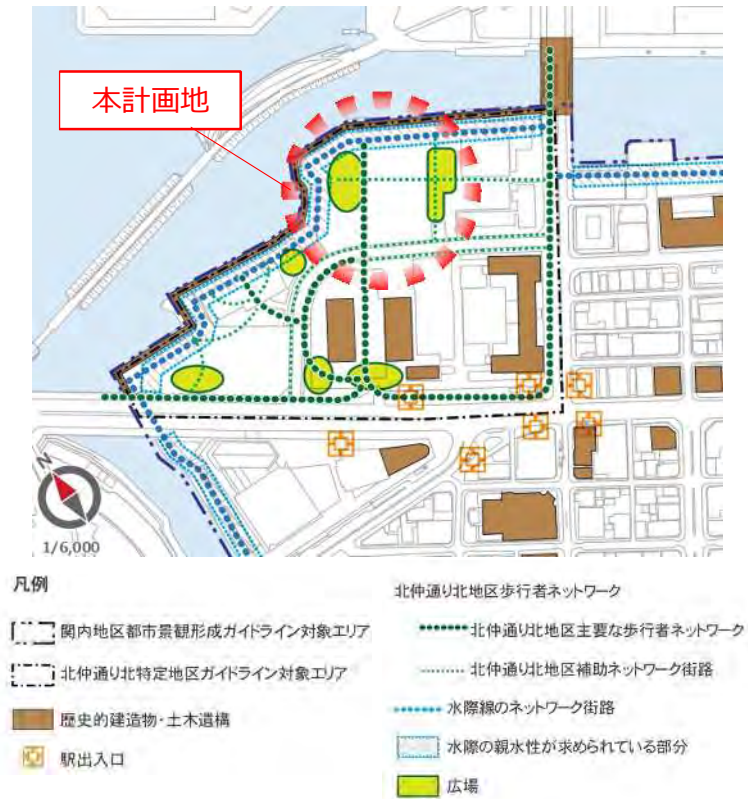 本計画地
N
1/6,000
凡例
関内地区都市景観形成ガイドライン対象エリア
北仲通り北特定地区ガイドライン対象エリア
歴史的建造物・土木遺構
駅出入口
北仲通り北地区歩行者ネットワーク
北仲通り北地区主要な歩行者ネットワーク
北仲通り北地区補助ネットワーク街路
水際線のネットワーク街路
水際の親水性が求められている部分
広場